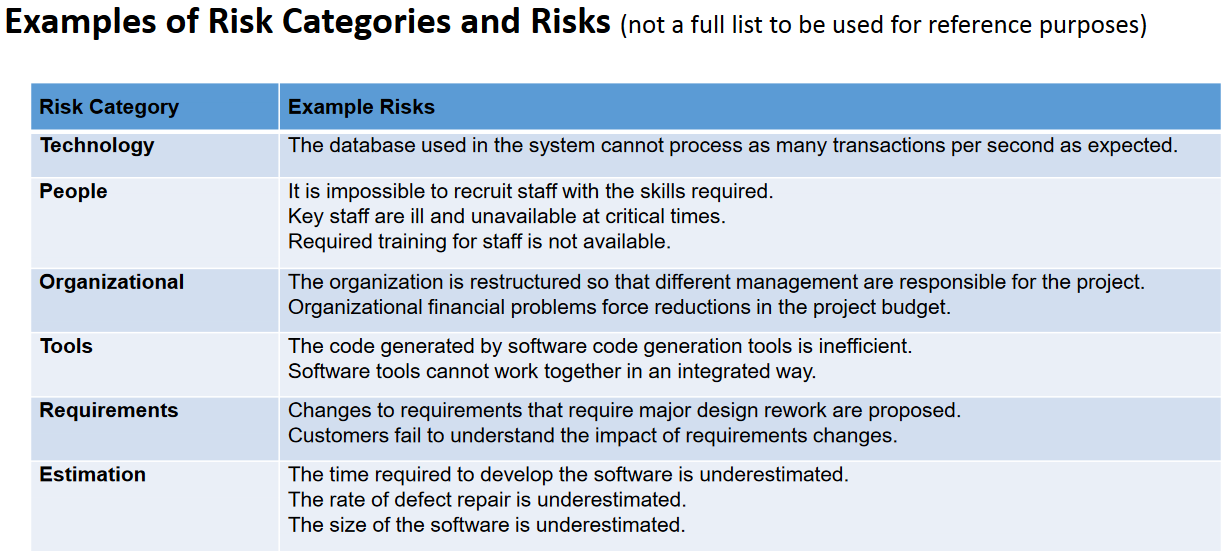 Examples of Risk Categories and Risks (not a full list to be used for reference purposes)
Risk Category
Example Risks
Technology
The database used in the system cannot process as many transactions per second as expected.
People
It is impossible to recruit staff with the skills required.
Key staff are ill and unavailable at critical times.
Required training for staff is not available.
Organizational
The organization is restructured so that different management are responsible for the project.
Organizational financial problems force reductions in the project budget.
Tools
The code generated by software code generation tools is inefficient.
Software tools cannot work together in an integrated way.
Requirements
Changes to requirements that require major design rework are proposed.
Customers fail to understand the impact of requirements changes.
Estimation
The time required to develop the software is underestimated.
The rate of defect repair is underestimated.
The size of the software is underestimated.